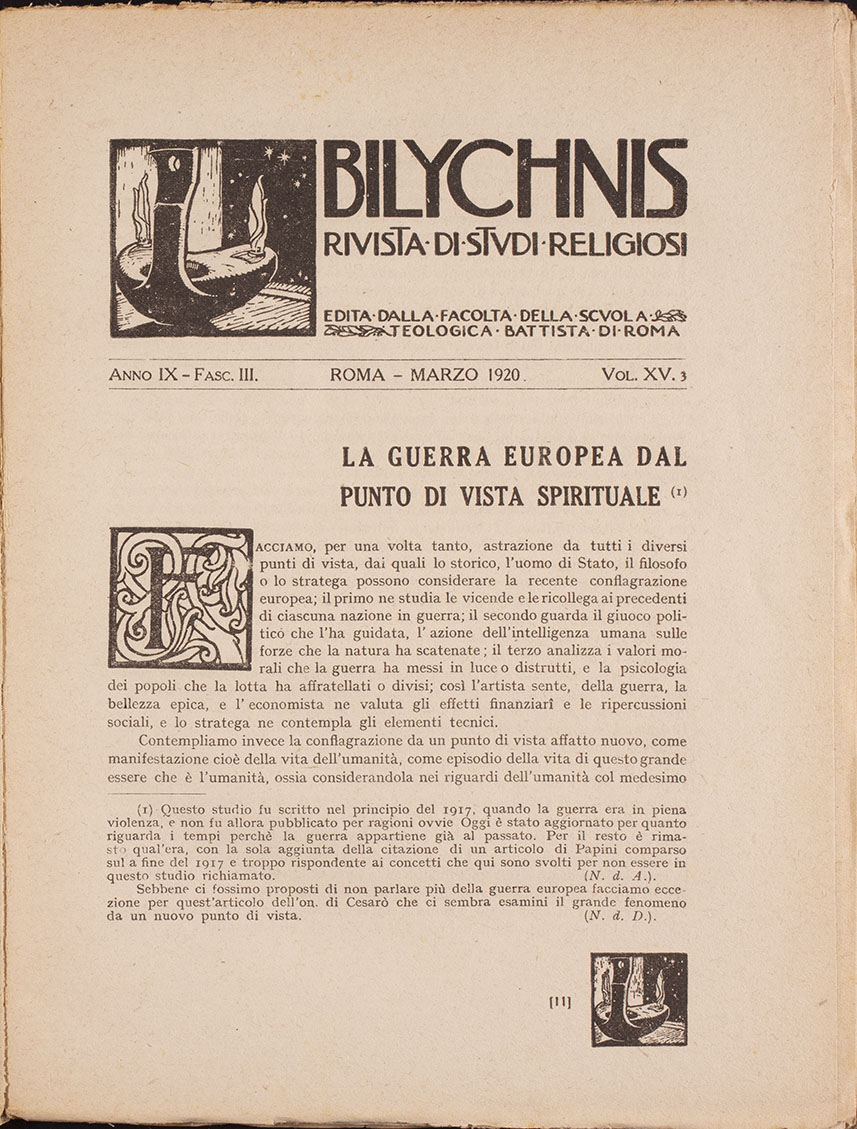 BILYCHNIS
RIVISTA·DI·STVDI·RELIGIOSI
EDITA·DALLA·FACOLTA·DELLA·SCVOLA
TEOLOGICA·BATTISTA·DI·ROMA
ANNO IX - FASC. III. ROMA - MARZO 1920. VOL. XV. 3
LA GUERRA EUROPEA DAL
PUNTO DI VISTA SPIRITUALE (1)
FACCIAMO, per una volta tanto, astrazione da tutti i diversi
punti di vista, dai quali lo storico, l'uomo di Stato, il filosofo
o lo stratega possono considerare la recente conflagrazione
europea; il primo ne studia le vicende e le ricollega ai precedenti
di ciascuna nazione in guerra; il secondo guarda il giuoco poli-
tico che l'ha guidata, l'azione dell'intelligenza umana sulle
forze che la natura ha scatenate; il terzo analizza i valori mo-
rali che la guerra ha messi in luce o distrutti, e la psicologia
dei popoli che la lotta ha affratellati o divisi; così l'artista sente, della guerra, la
bellezza epica, e l'economista ne valuta gli effetti finanziarî e le ripercussioni
sociali, e lo stratega ne contempla gli elementi tecnici.
Contempliamo invece la conflagrazione da un punto di vista affatto nuovo, come
manifestazione cioè della vita dell'umanità, come episodio della vita di questo grande
essere che è l'umanità, ossia considerandola nei riguardi dell'umanità col medesimo
(1) Questo studio fu scritto nel principio del 1917, quando la guerra era in piena
violenza, e non fu allora pubblicato per ragioni ovvie Oggi è stato aggiornato per quanto
riguarda i tempi perchè la guerra appartiene già al passato. Per il resto è rima-
sto qual'era, con la sola aggiunta della citazione di un articolo di Papini comparso
sul a fine del 1917 e troppo rispondente ai concetti che qui sono svolti per non essere in
questo studio richiamato. (N. d. A.).
Sebbene ci fossimo proposti di non parlare più della guerra europea facciamo ecce-
zione per quest'articolo dell'on. di Cesarò che ci sembra esamini il grande fenomeno
da un nuovo punto di vista. (N. d. D.).
[11]